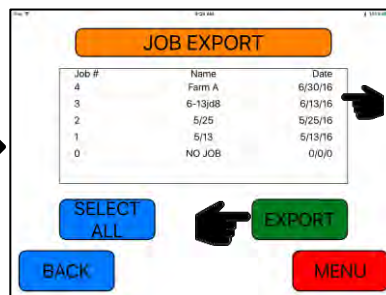 9:25 AM
JOB EXPORT
Job # Name Date
4 Farm A 6/30/16
3 6-13jd8 6/13/16
2 5/25 5/25/16
1 5/13 5/13/16
0 NO JOB 0/0/0
SELECT
ALL
EXPORT
BACK
MENU